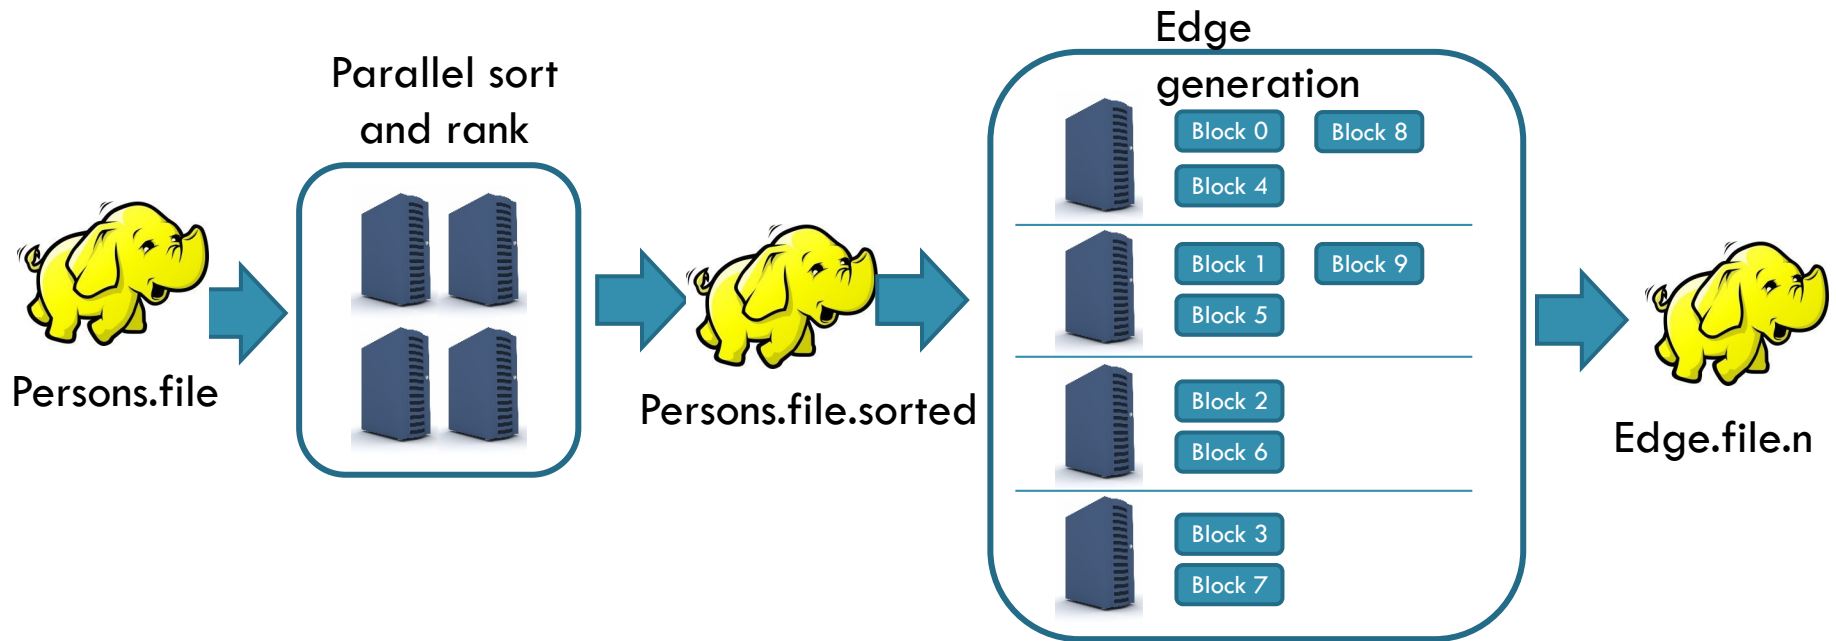 Persons.file
Parallel sort
and rank
Persons.file.sorted
Edge
generation
Block 0
Block 8
Block 4
Block 1
Block 9
Block 5
Block 2
Block 6
Block 3
Block 7
Edge.file.n